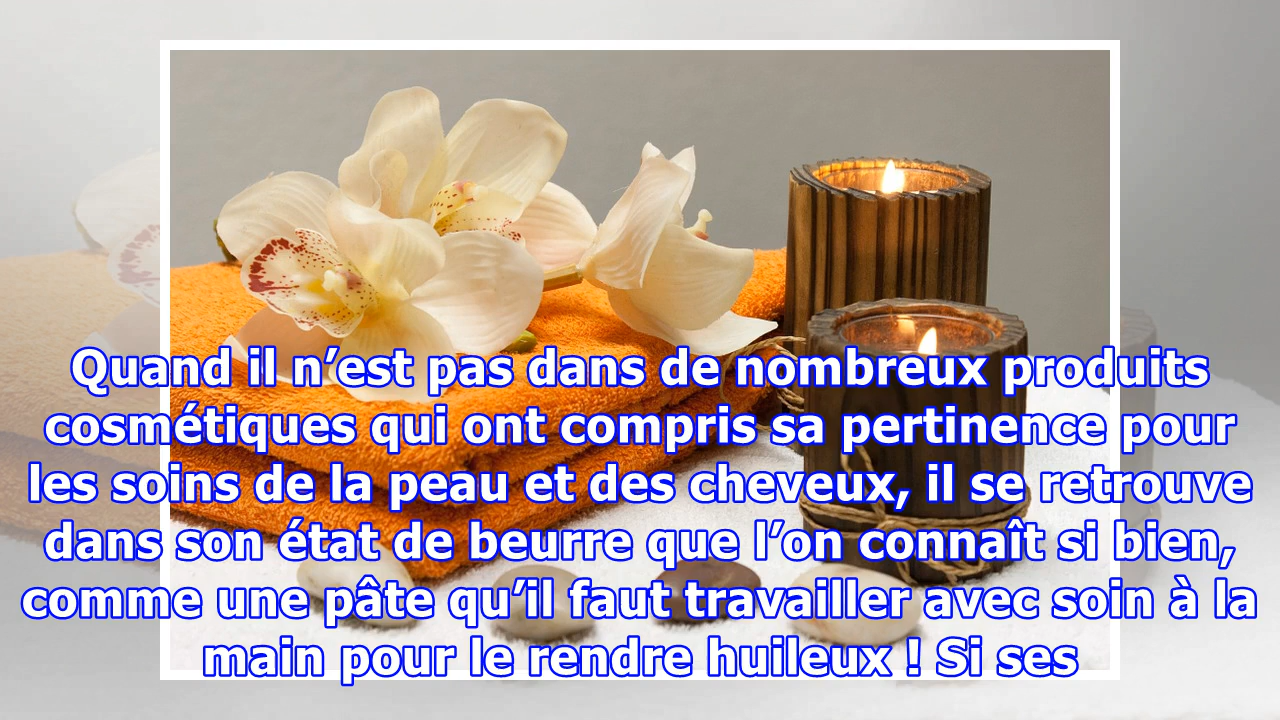 Quand il n’est pas dans de nombreux produits
cosmétiques qui ont compris sa pertinence pour
les soins de la peau et des cheveux, il se retrouve
dans son état de beurre que l’on connaît si bien,
comme une pâte qu’il faut travailler avec soin à la
main pour le rendre huileux ! Si ses